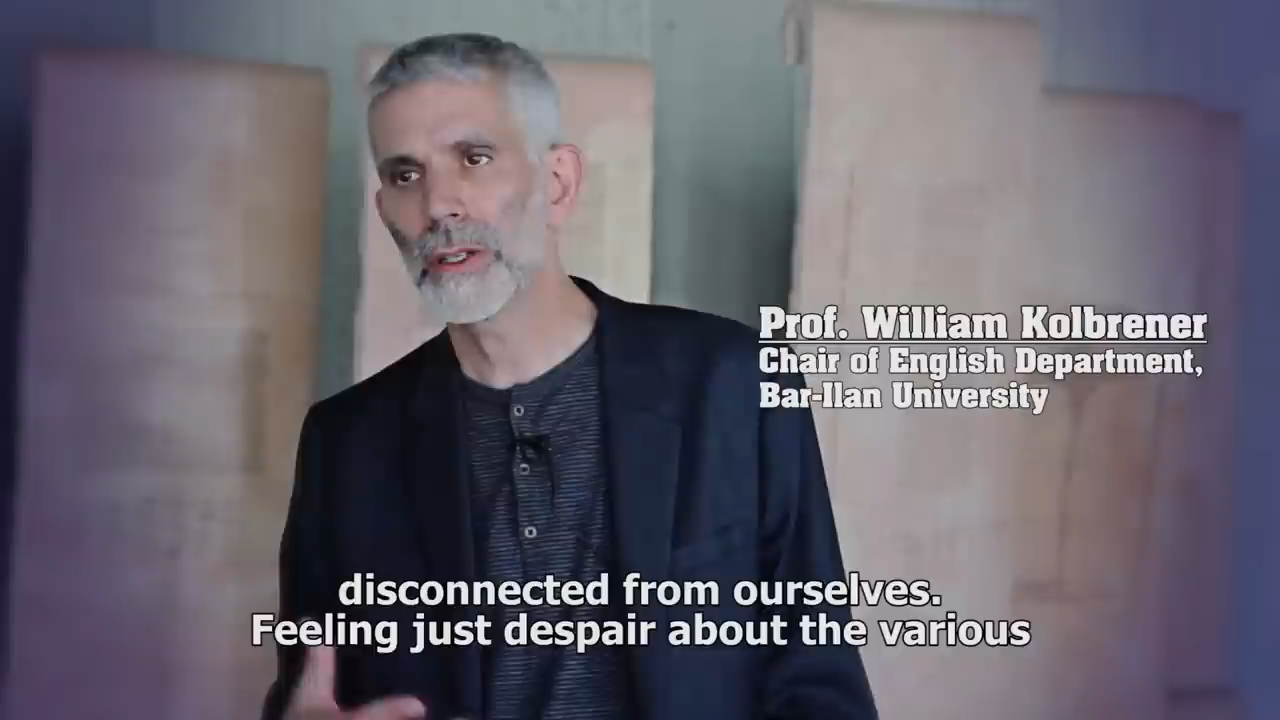 Prof. William Kolbrener
Chair of English Department,
Bar-Ilan University
disconnected from ourselves.
Feeling just despair about the various